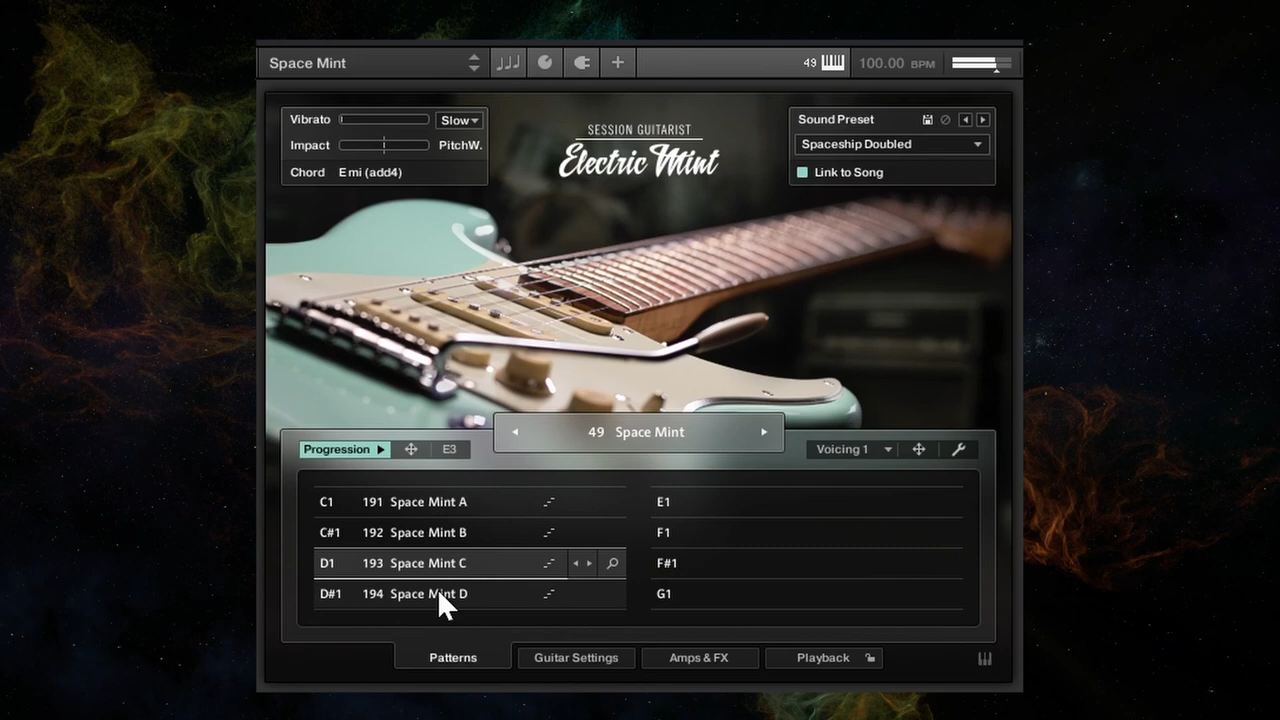 Space Mint
49
100.00 BPM
Vibrato Slow
Impact PitchW.
Chord E mi (add4)
SESSION GUITARIST
Electric Mint
Sound Preset
Spaceship Doubled
Link to Song
49 Space Mint
Progression E3
Voicing 1
C1 191 Space Mint A
C#1 192 Space Mint B
D1 193 Space Mint C
D#1 194 Space Mint D
E1
F1
F#1
G1
Patterns
Guitar Settings
Amps & FX
Playback